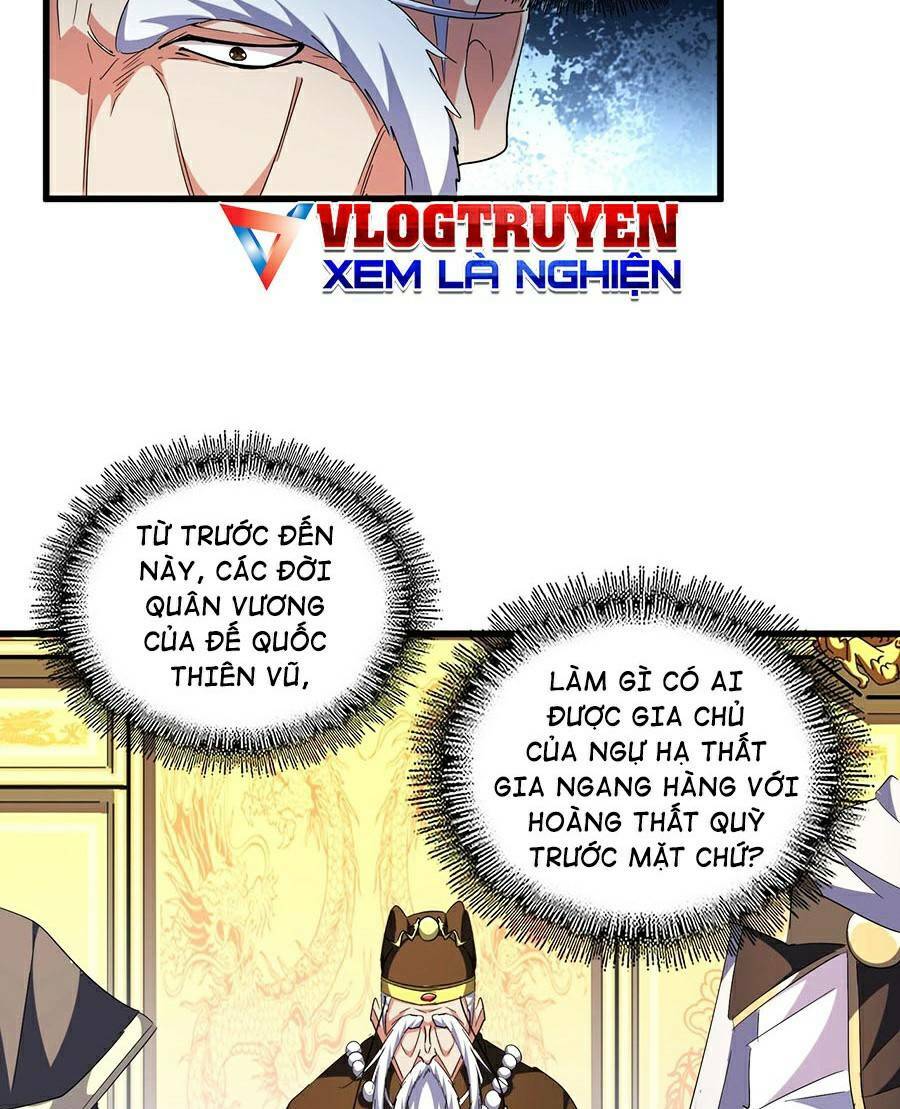 VLOGTRUYEN
XEM LÀ NGHIỆN
TỪ TRƯỚC ĐẾN
NÀY, CÁC ĐỜI
QUÂN VƯƠNG
CỦA ĐẾ QUỐC
THIÊN VŨ,
LÀM GÌ CÓ AI
ĐƯỢC GIA CHỦ
CỦA NGỰ HẠ THẤT
GIA NGANG HÀNG VỚI
HOÀNG THẤT QUỲ
TRƯỚC MẶT CHỨ?